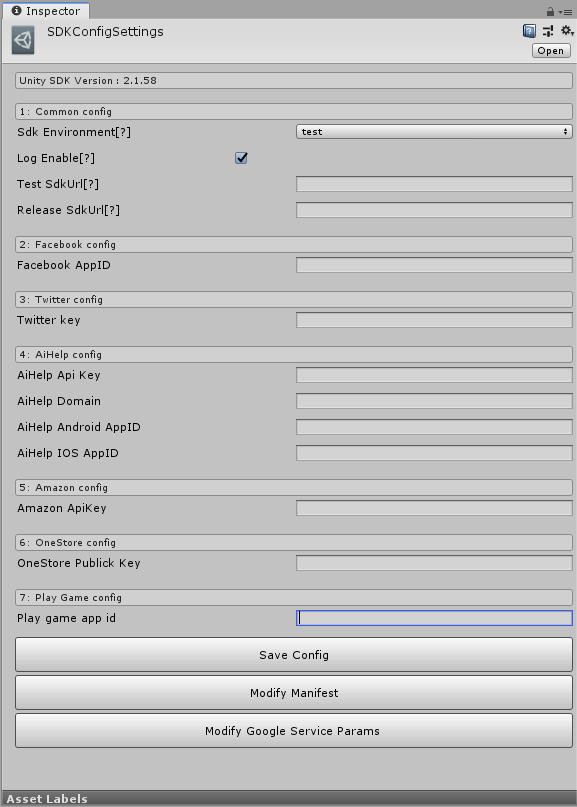 Inspector
SDKConfigSettings
Open
Unity SDK Version : 2.1.58
1: Common config
Sdk Environment[?]
test
Log Enable[?]
Test SdkUrl[?]
Release SdkUrl[?]
2: Facebook config
Facebook AppID
3: Twitter config
Twitter key
4: AiHelp config
AiHelp Api Key
AiHelp Domain
AiHelp Android AppID
AiHelp IOS AppID
5: Amazon config
Amazon ApiKey
6: OneStore config
OneStore Publick Key
7: Play Game config
Play game app id
Save Config
Modify Manifest
Modify Google Service Params
Asset Labels